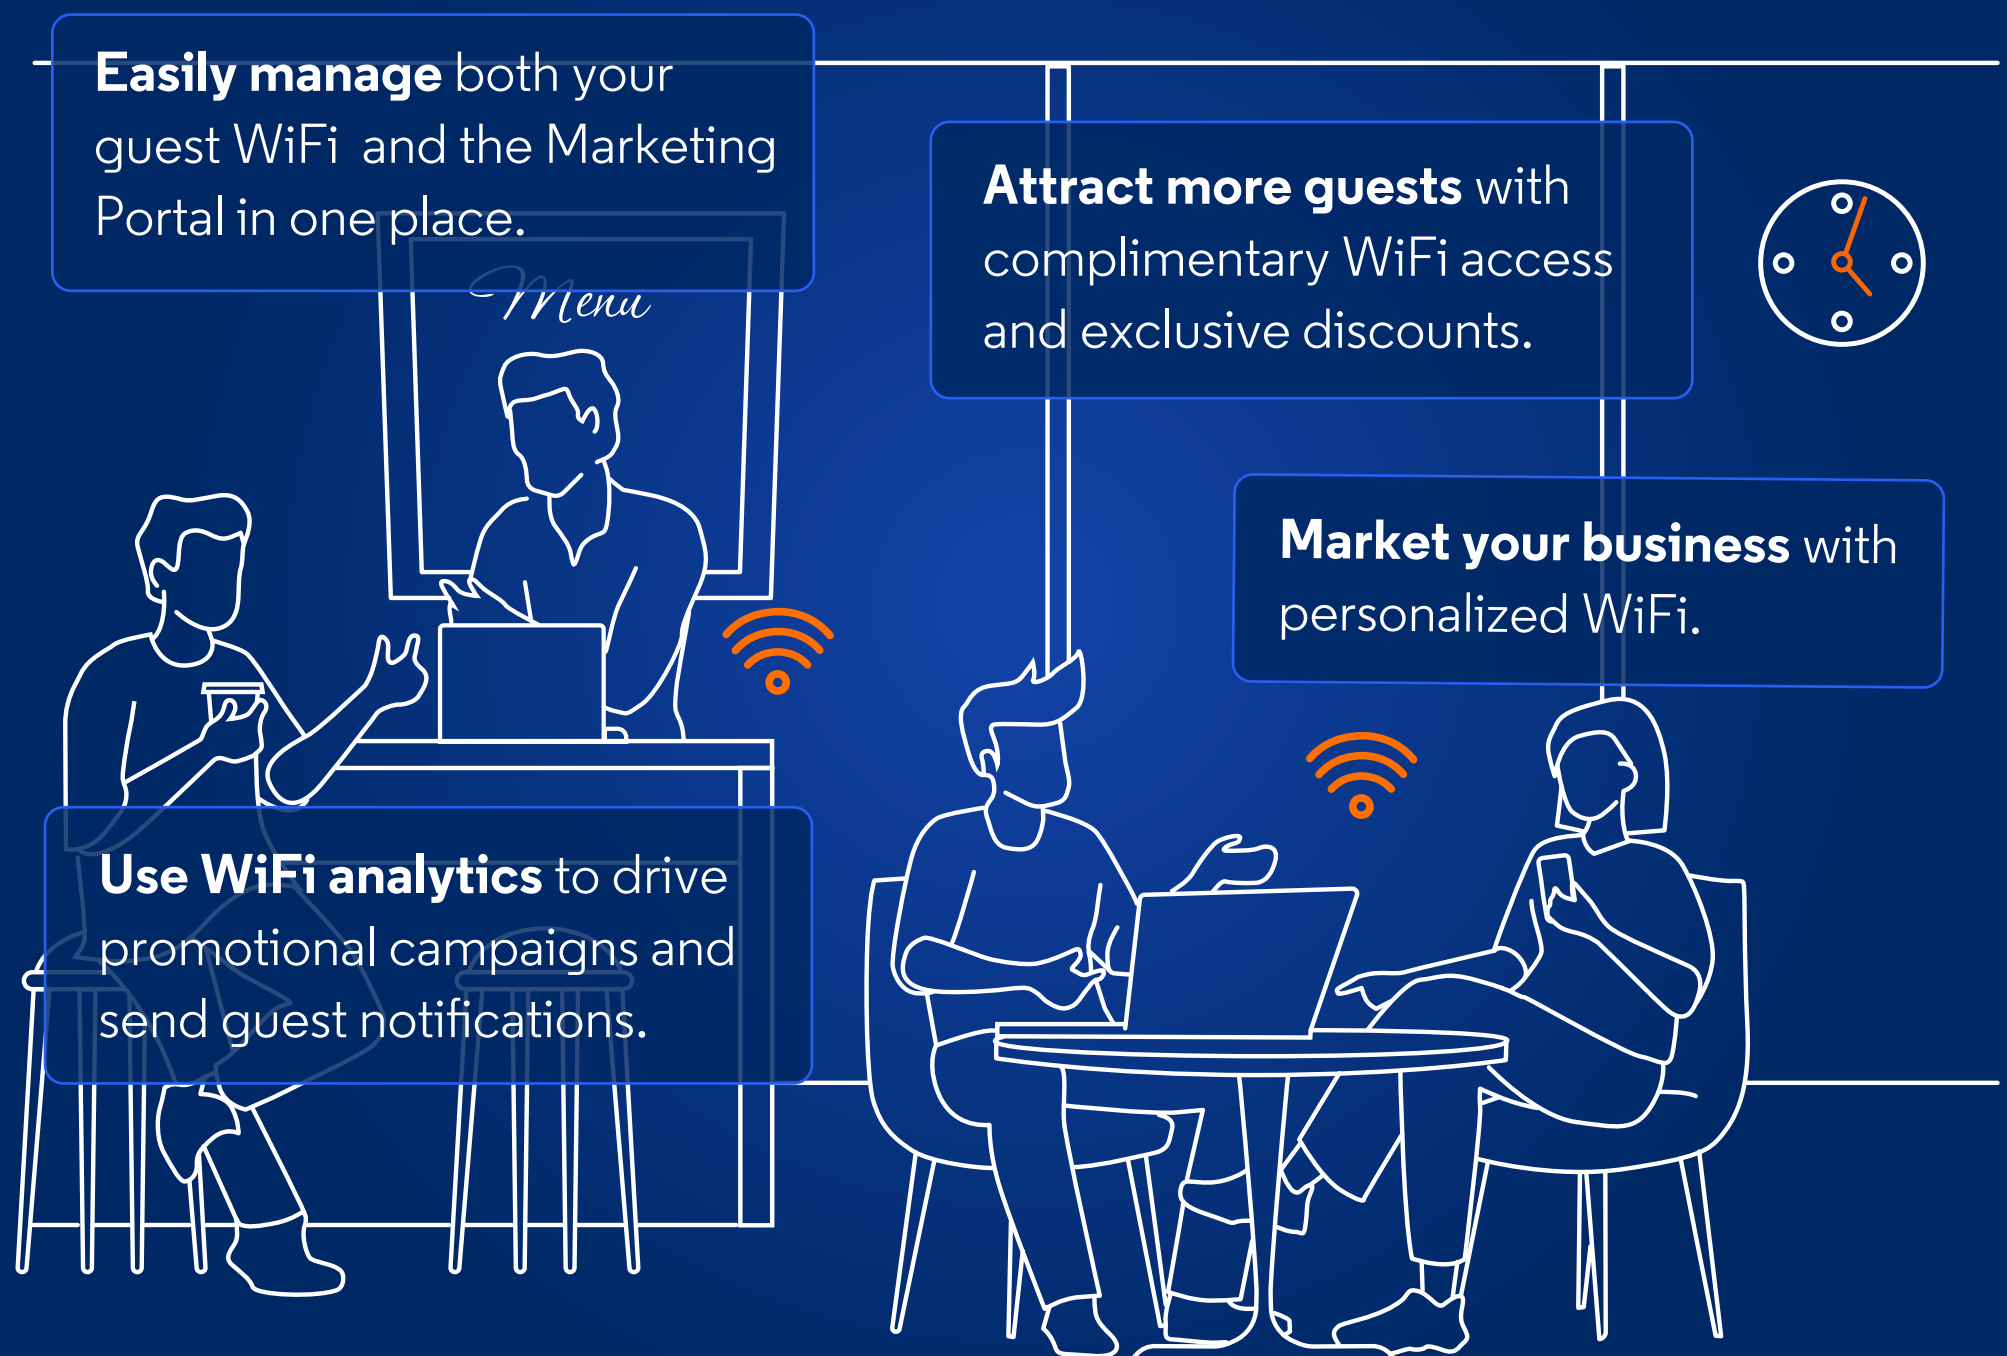 Easily manage both your
guest WiFi and the Marketing
Portal in one place.
Attract more guests with
complimentary WiFi access
and exclusive discounts.
Menu
Market your business with
personalized WiFi.
Use WiFi analytics to drive
promotional campaigns and
send guest notifications.